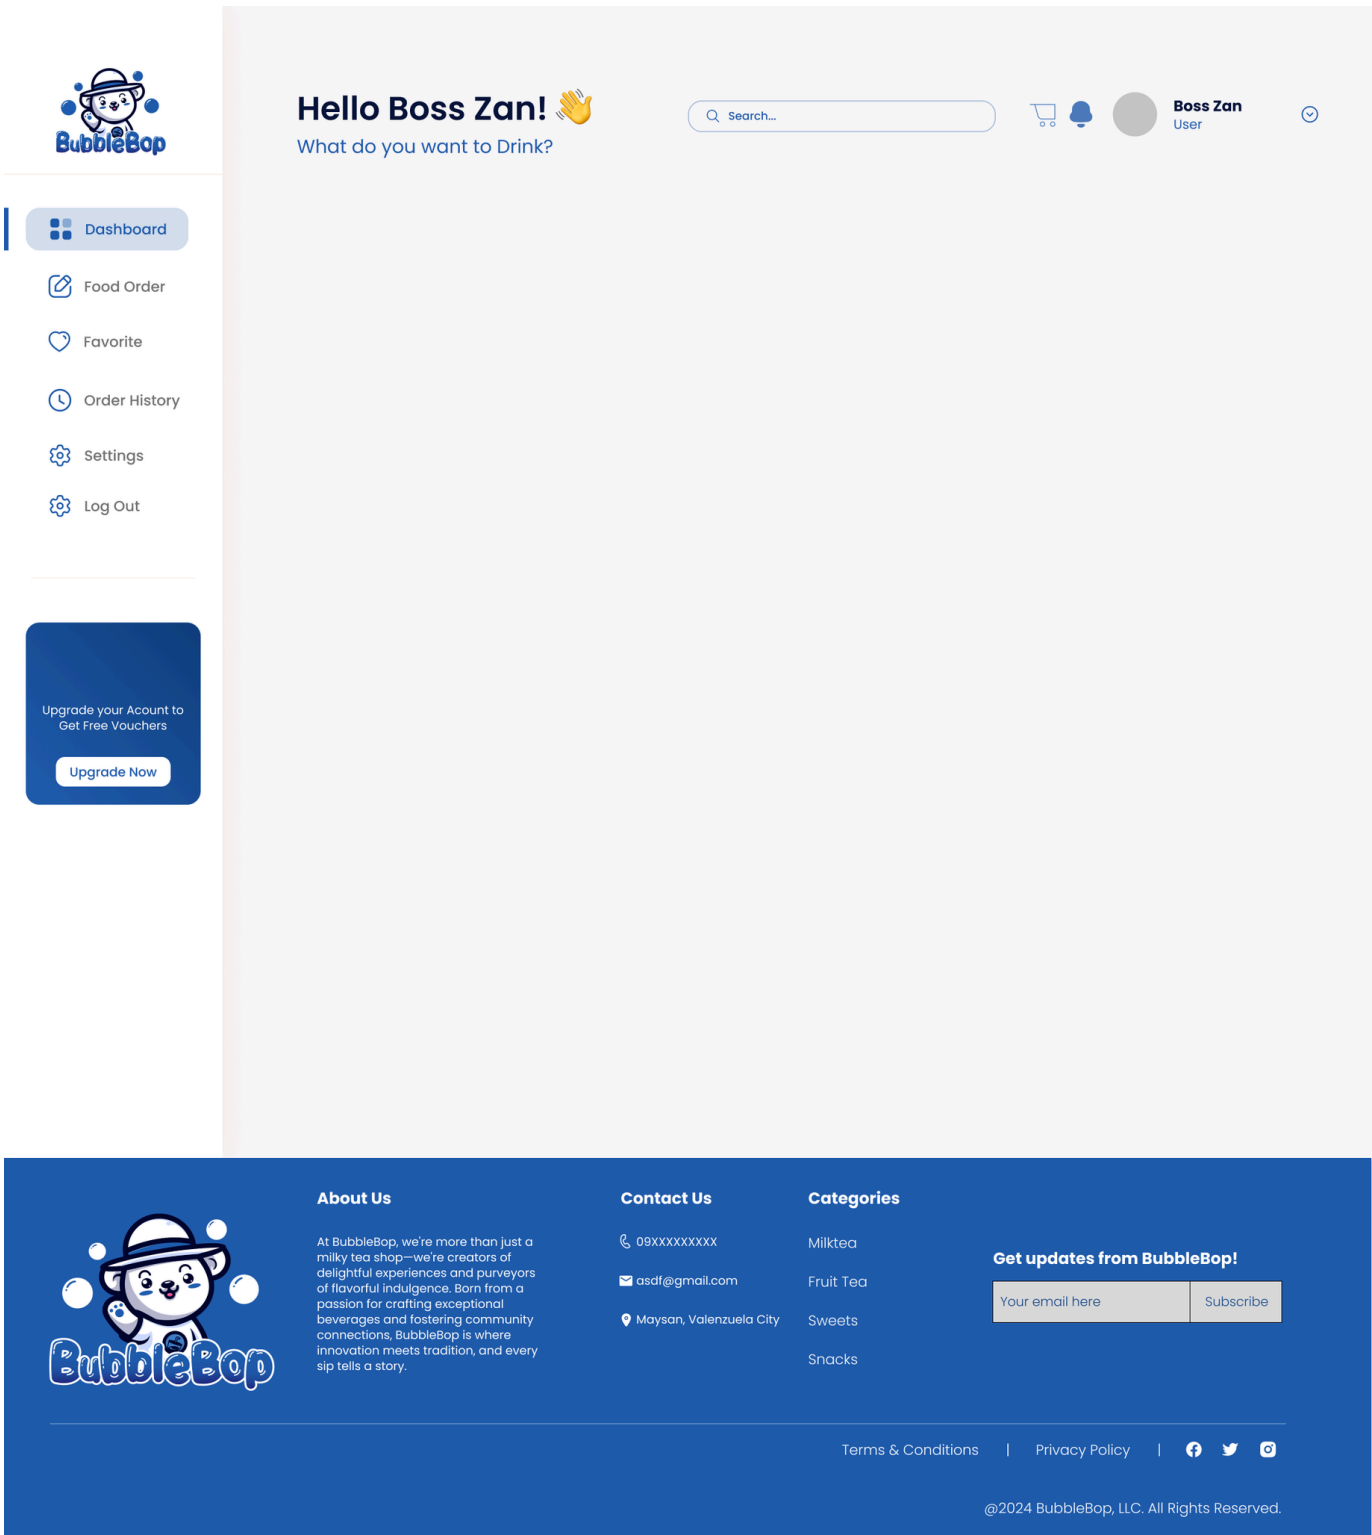 BubbleBop
Hello Boss Zan! 👋
What do you want to Drink?
Search...
Boss Zan
User
Dashboard
Food Order
Favorite
Order History
Settings
Log Out
Upgrade your Acount to
Get Free Vouchers
Upgrade Now
BubbleBop
About Us
At BubbleBop, we're more than just a
milky tea shop—we're creators of
delightful experiences and purveyors
of flavorful indulgence. Born from a
passion for crafting exceptional
beverages and fostering community
connections, BubbleBop is where
innovation meets tradition, and every
sip tells a story.
Contact Us
09XXXXXXXXX
asdf@gmail.com
Maysan, Valenzuela City
Categories
Milktea
Fruit Tea
Sweets
Snacks
Get updates from BubbleBop!
Your email here
Subscribe
Terms & Conditions | Privacy Policy |
@2024 BubbleBop, LLC. All Rights Reserved.